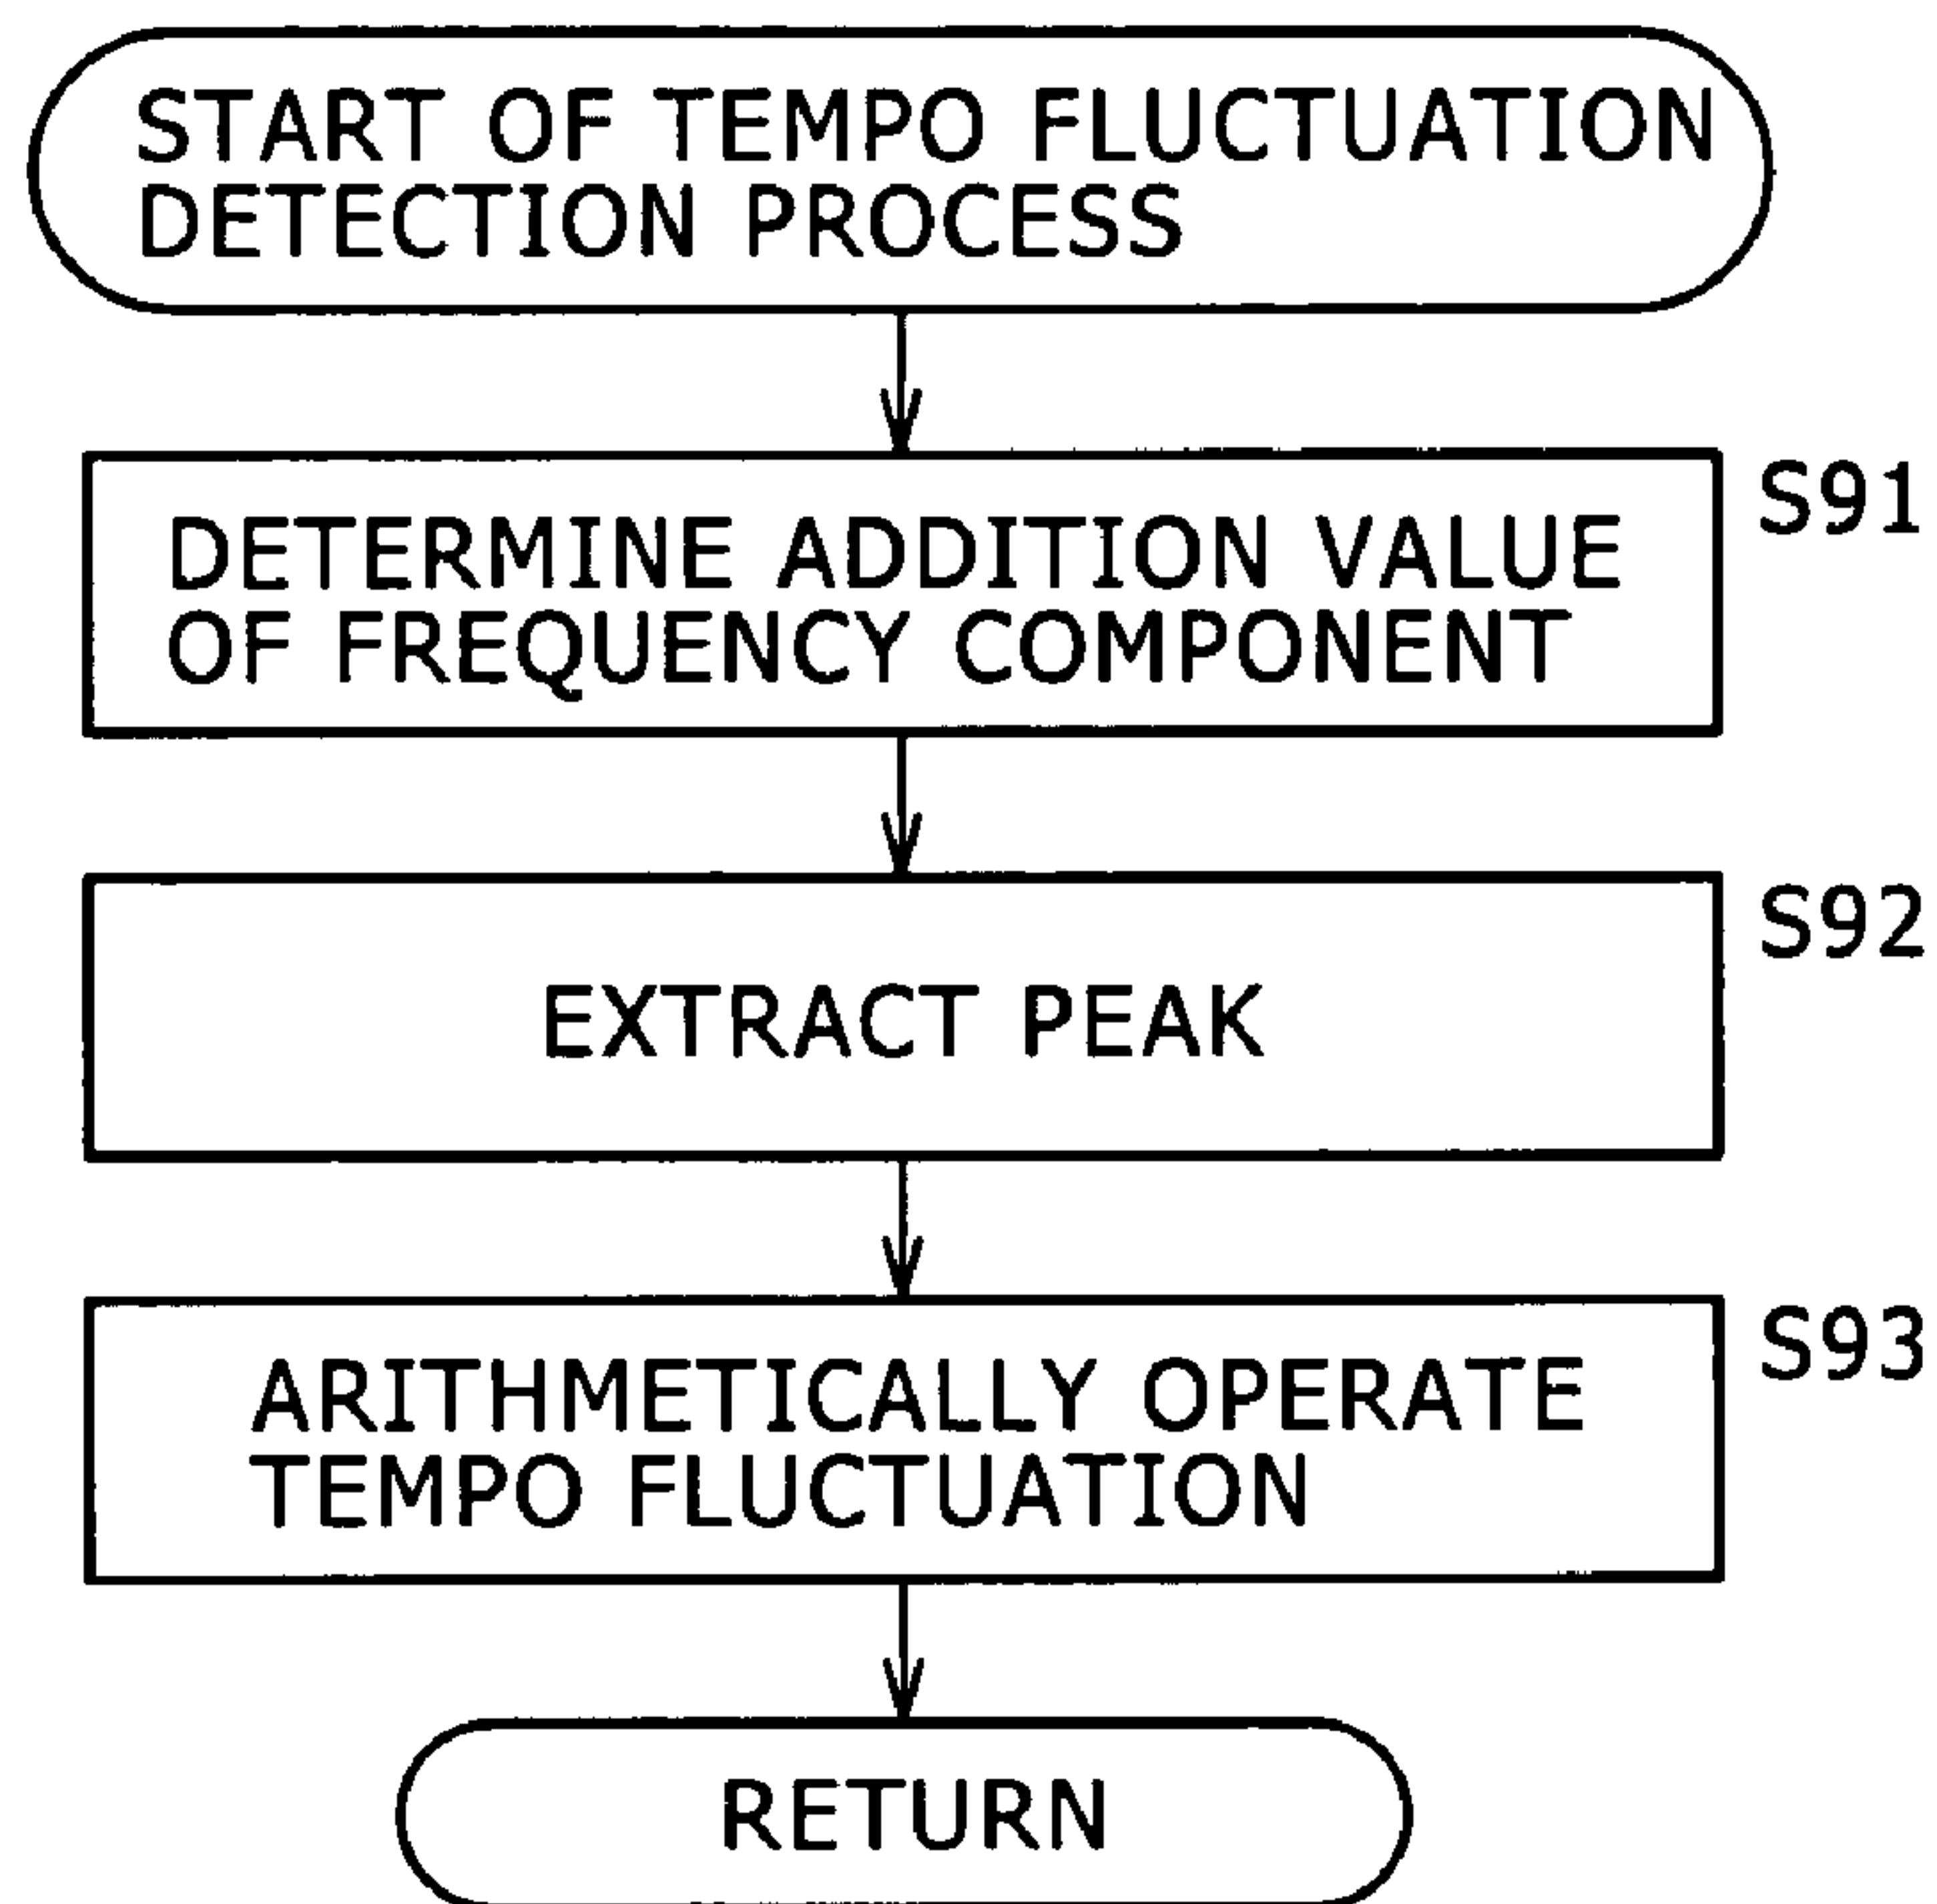 START OF TEMPO FLUCTUATION
DETECTION PROCESS
S91
DETERMINE ADDITION VALUE
OF FREQUENCY COMPONENT
S92
EXTRACT PEAK
S93
ARITHMETICALLY OPERATE
TEMPO FLUCTUATION
RETURN